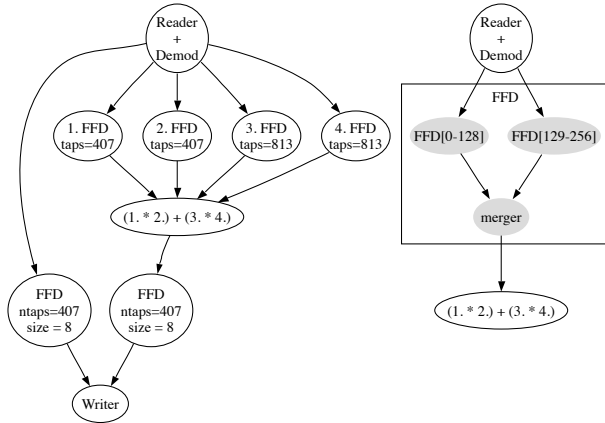 Reader
+
Demod
1. FFD
taps=407
2. FFD
taps=407
3. FFD
taps=813
4. FFD
taps=813
(1. * 2.) + (3. * 4.)
FFD
ntaps=407
size = 8
FFD
ntaps=407
size = 8
Writer
Reader
+
Demod
FFD
FFD[0-128]
FFD[129-256]
merger
(1. * 2.) + (3. * 4.)